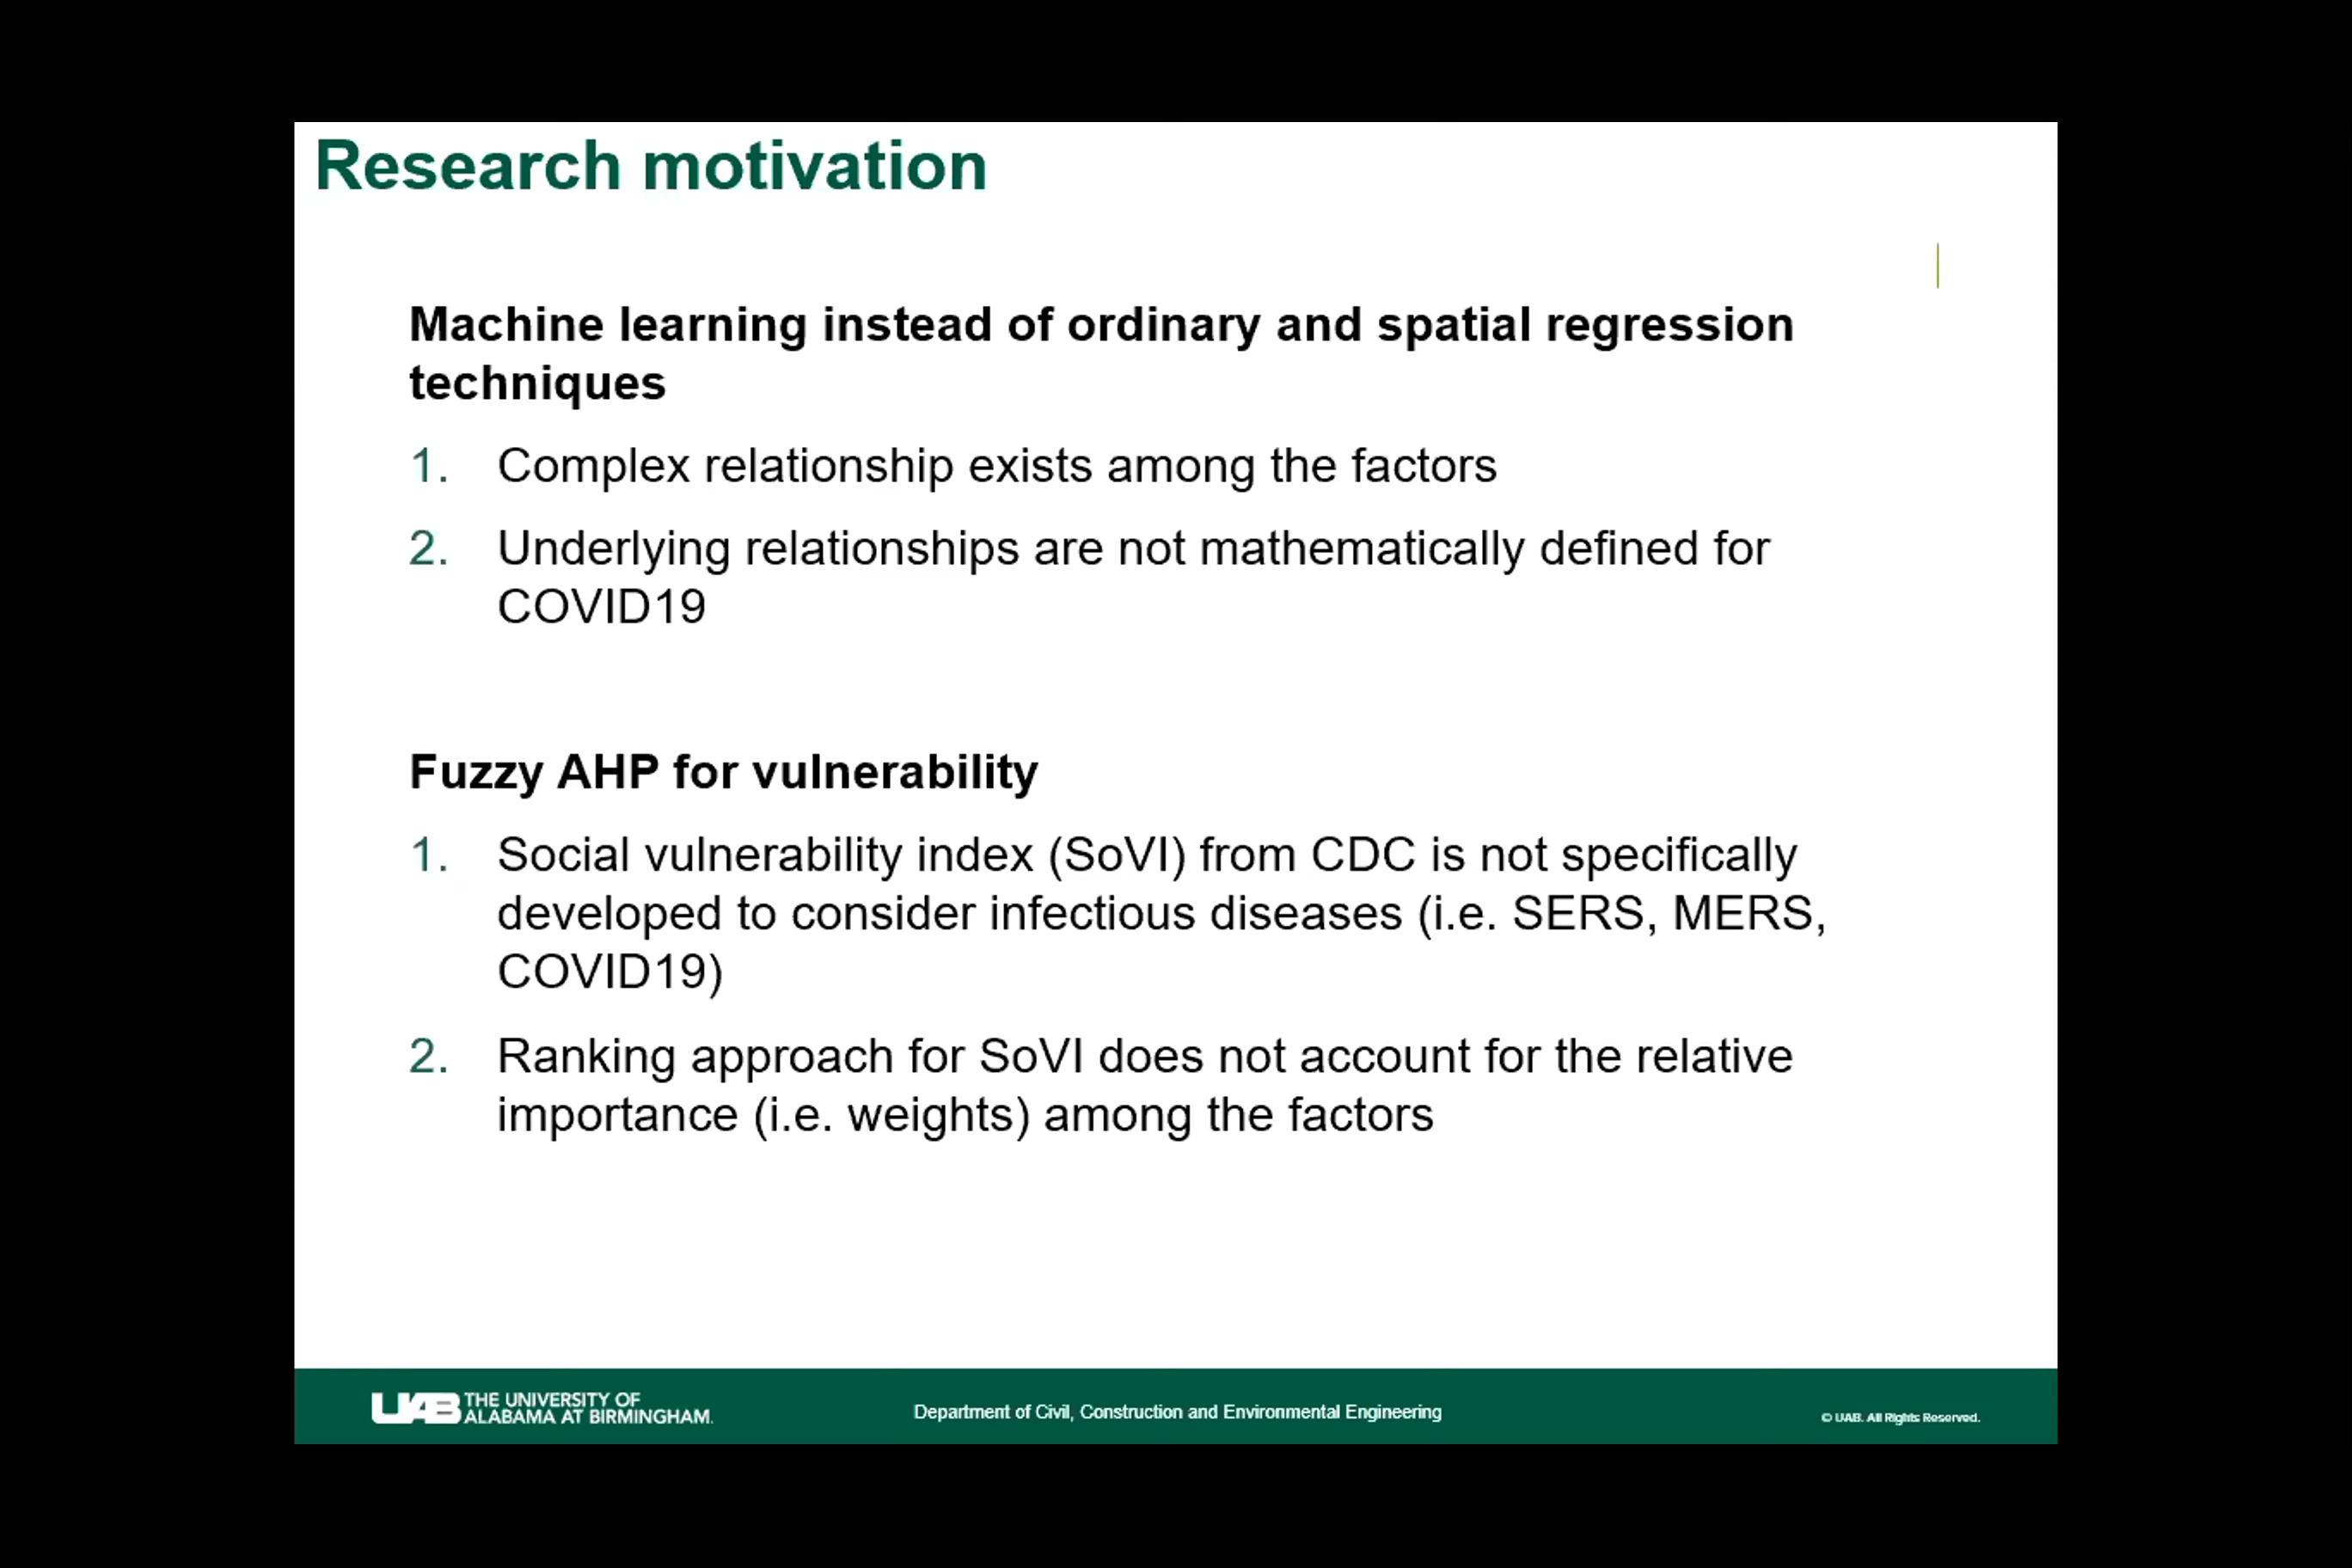 Research motivation
Machine learning instead of ordinary and spatial regression
techniques
1. Complex relationship exists among the factors
2. Underlying relationships are not mathematically defined for
COVID19
Fuzzy AHP for vulnerability
1. Social vulnerability index (SoVI) from CDC is not specifically
developed to consider infectious diseases (i.e. SERS, MERS,
COVID19)
2. Ranking approach for SoVI does not account for the relative
importance (i.e. weights) among the factors
UAB THE UNIVERSITY OF
ALABAMA AT BIRMINGHAM.
Department of Civil, Construction and Environmental Engineering
© UAB. All Rights Reserved.